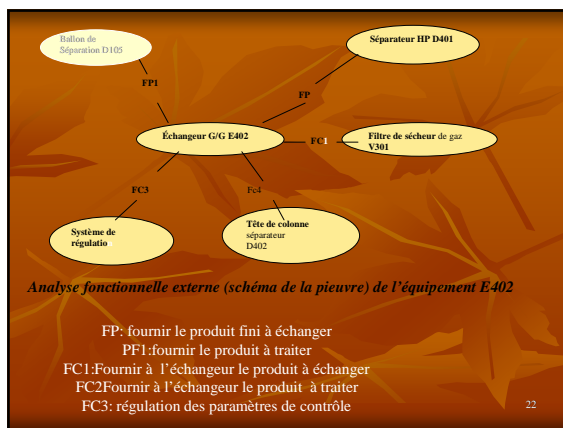 Ballon de
Séparation D105
Séparateur HP D401
FP1
FP
Échangeur G/G E402
FC1
Filtre de sécheur de gaz
V301
FC3
Fc4
Système de
régulatio
Tête de colonne
séparateur
D402
Analyse fonctionnelle externe (schéma de la pieuvre) de l'équipement E402
FP: fournir le produit fini à échanger
PF1:fournir le produit à traiter
FC1:Fournir à l'échangeur le produit à échanger
FC2Fournir à l'échangeur le produit à traiter
FC3: régulation des paramètres de contrôle
22